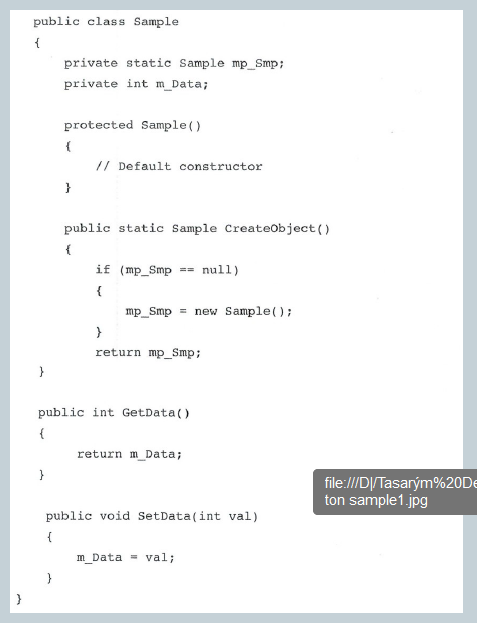 public class Sample
{
private static Sample mp_Smp;
private int m_Data;
protected Sample()
{
// Default constructor
}
public static Sample CreateObject()
{
if (mp_Smp == null)
{
mp_Smp = new Sample();
}
return mp_Smp;
}
public int GetData()
{
return m_Data;
}
file:///D|/Tasarým%20De
ton sample1.jpg
public void SetData(int val)
{
m_Data = val;
}
}